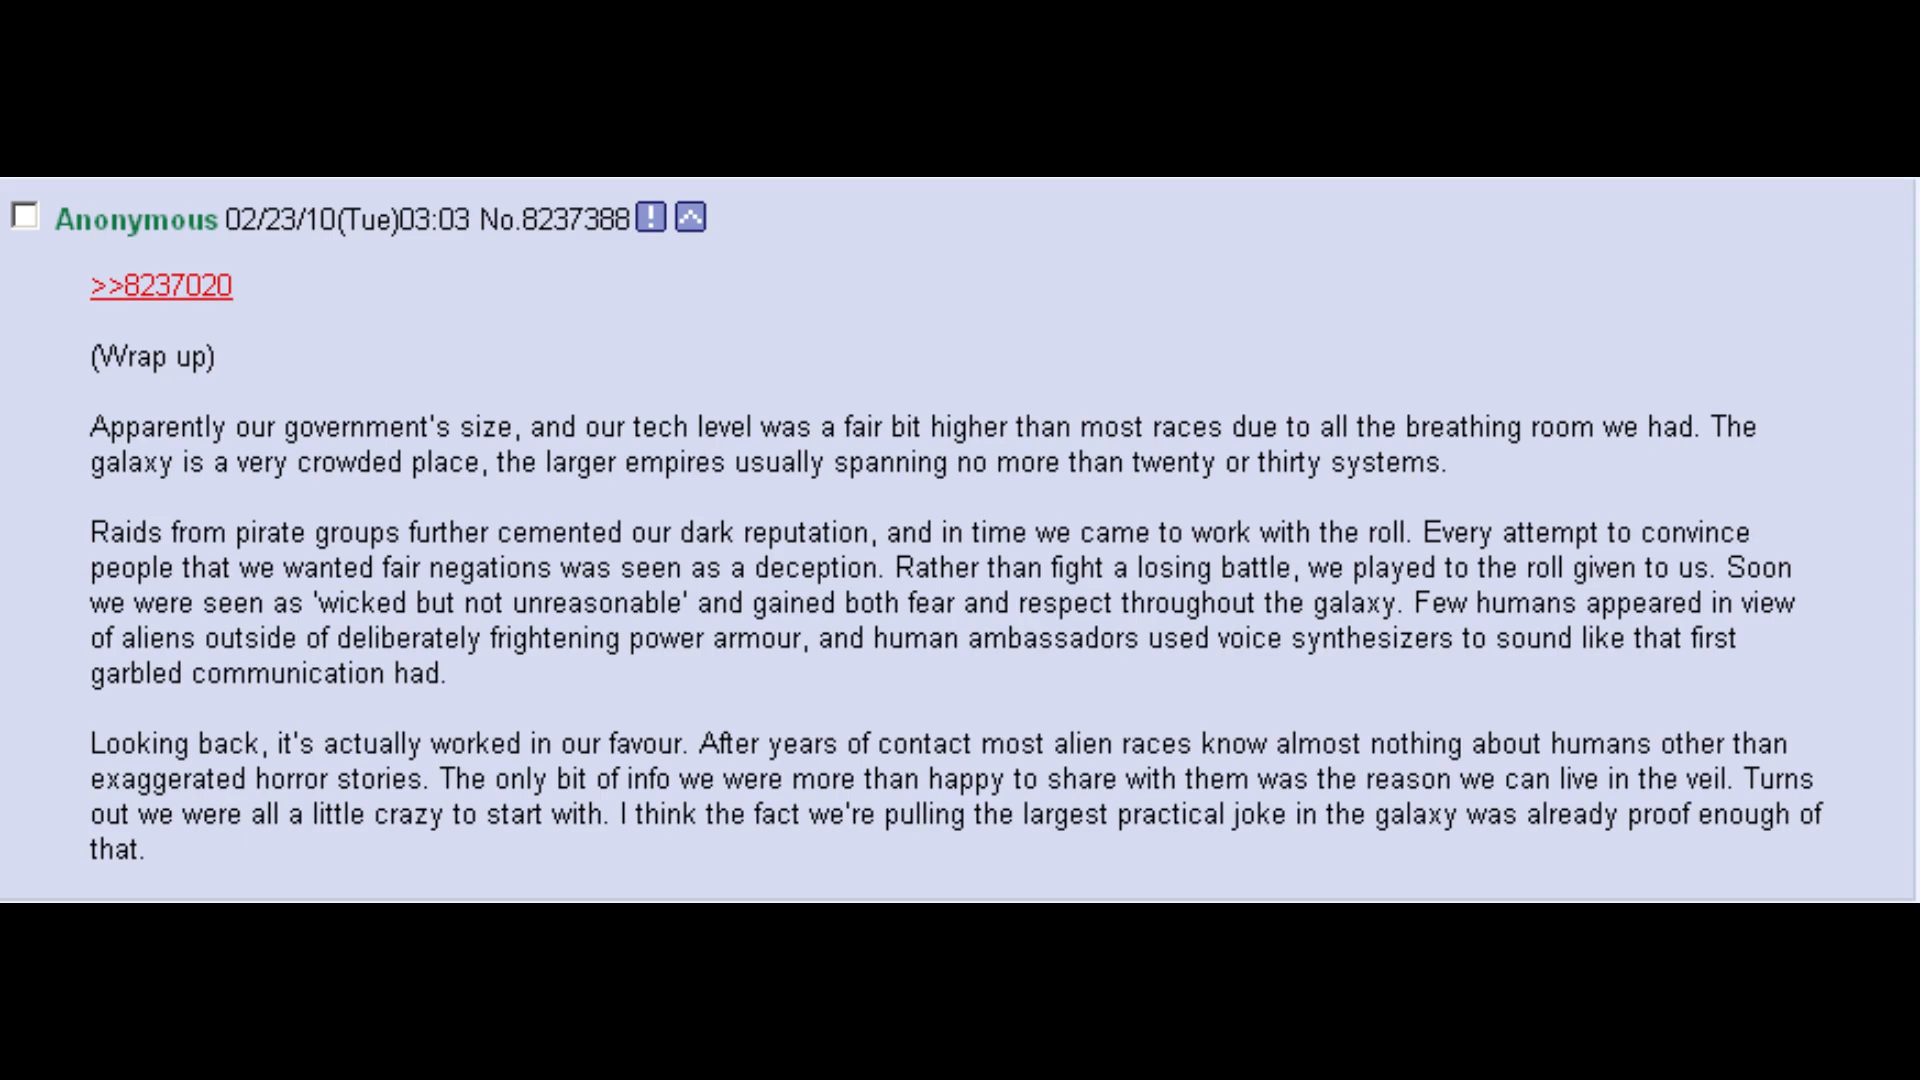 Anonymous 02/23/10(Tue)03:03 No.8237388
>>8237020
(Wrap up)
Apparently our government's size, and our tech level was a fair bit higher than most races due to all the breathing room we had. The
galaxy is a very crowded place, the larger empires usually spanning no more than twenty or thirty systems.
Raids from pirate groups further cemented our dark reputation, and in time we came to work with the roll. Every attempt to convince
people that we wanted fair negations was seen as a deception. Rather than fight a losing battle, we played to the roll given to us. Soon
we were seen as 'wicked but not unreasonable' and gained both fear and respect throughout the galaxy. Few humans appeared in view
of aliens outside of deliberately frightening power armour, and human ambassadors used voice synthesizers to sound like that first
garbled communication had.
Looking back, it's actually worked in our favour. After years of contact most alien races know almost nothing about humans other than
exaggerated horror stories. The only bit of info we were more than happy to share with them was the reason we can live in the veil. Turns
out we were all a little crazy to start with. I think the fact we're pulling the largest practical joke in the galaxy was already proof enough of
that.